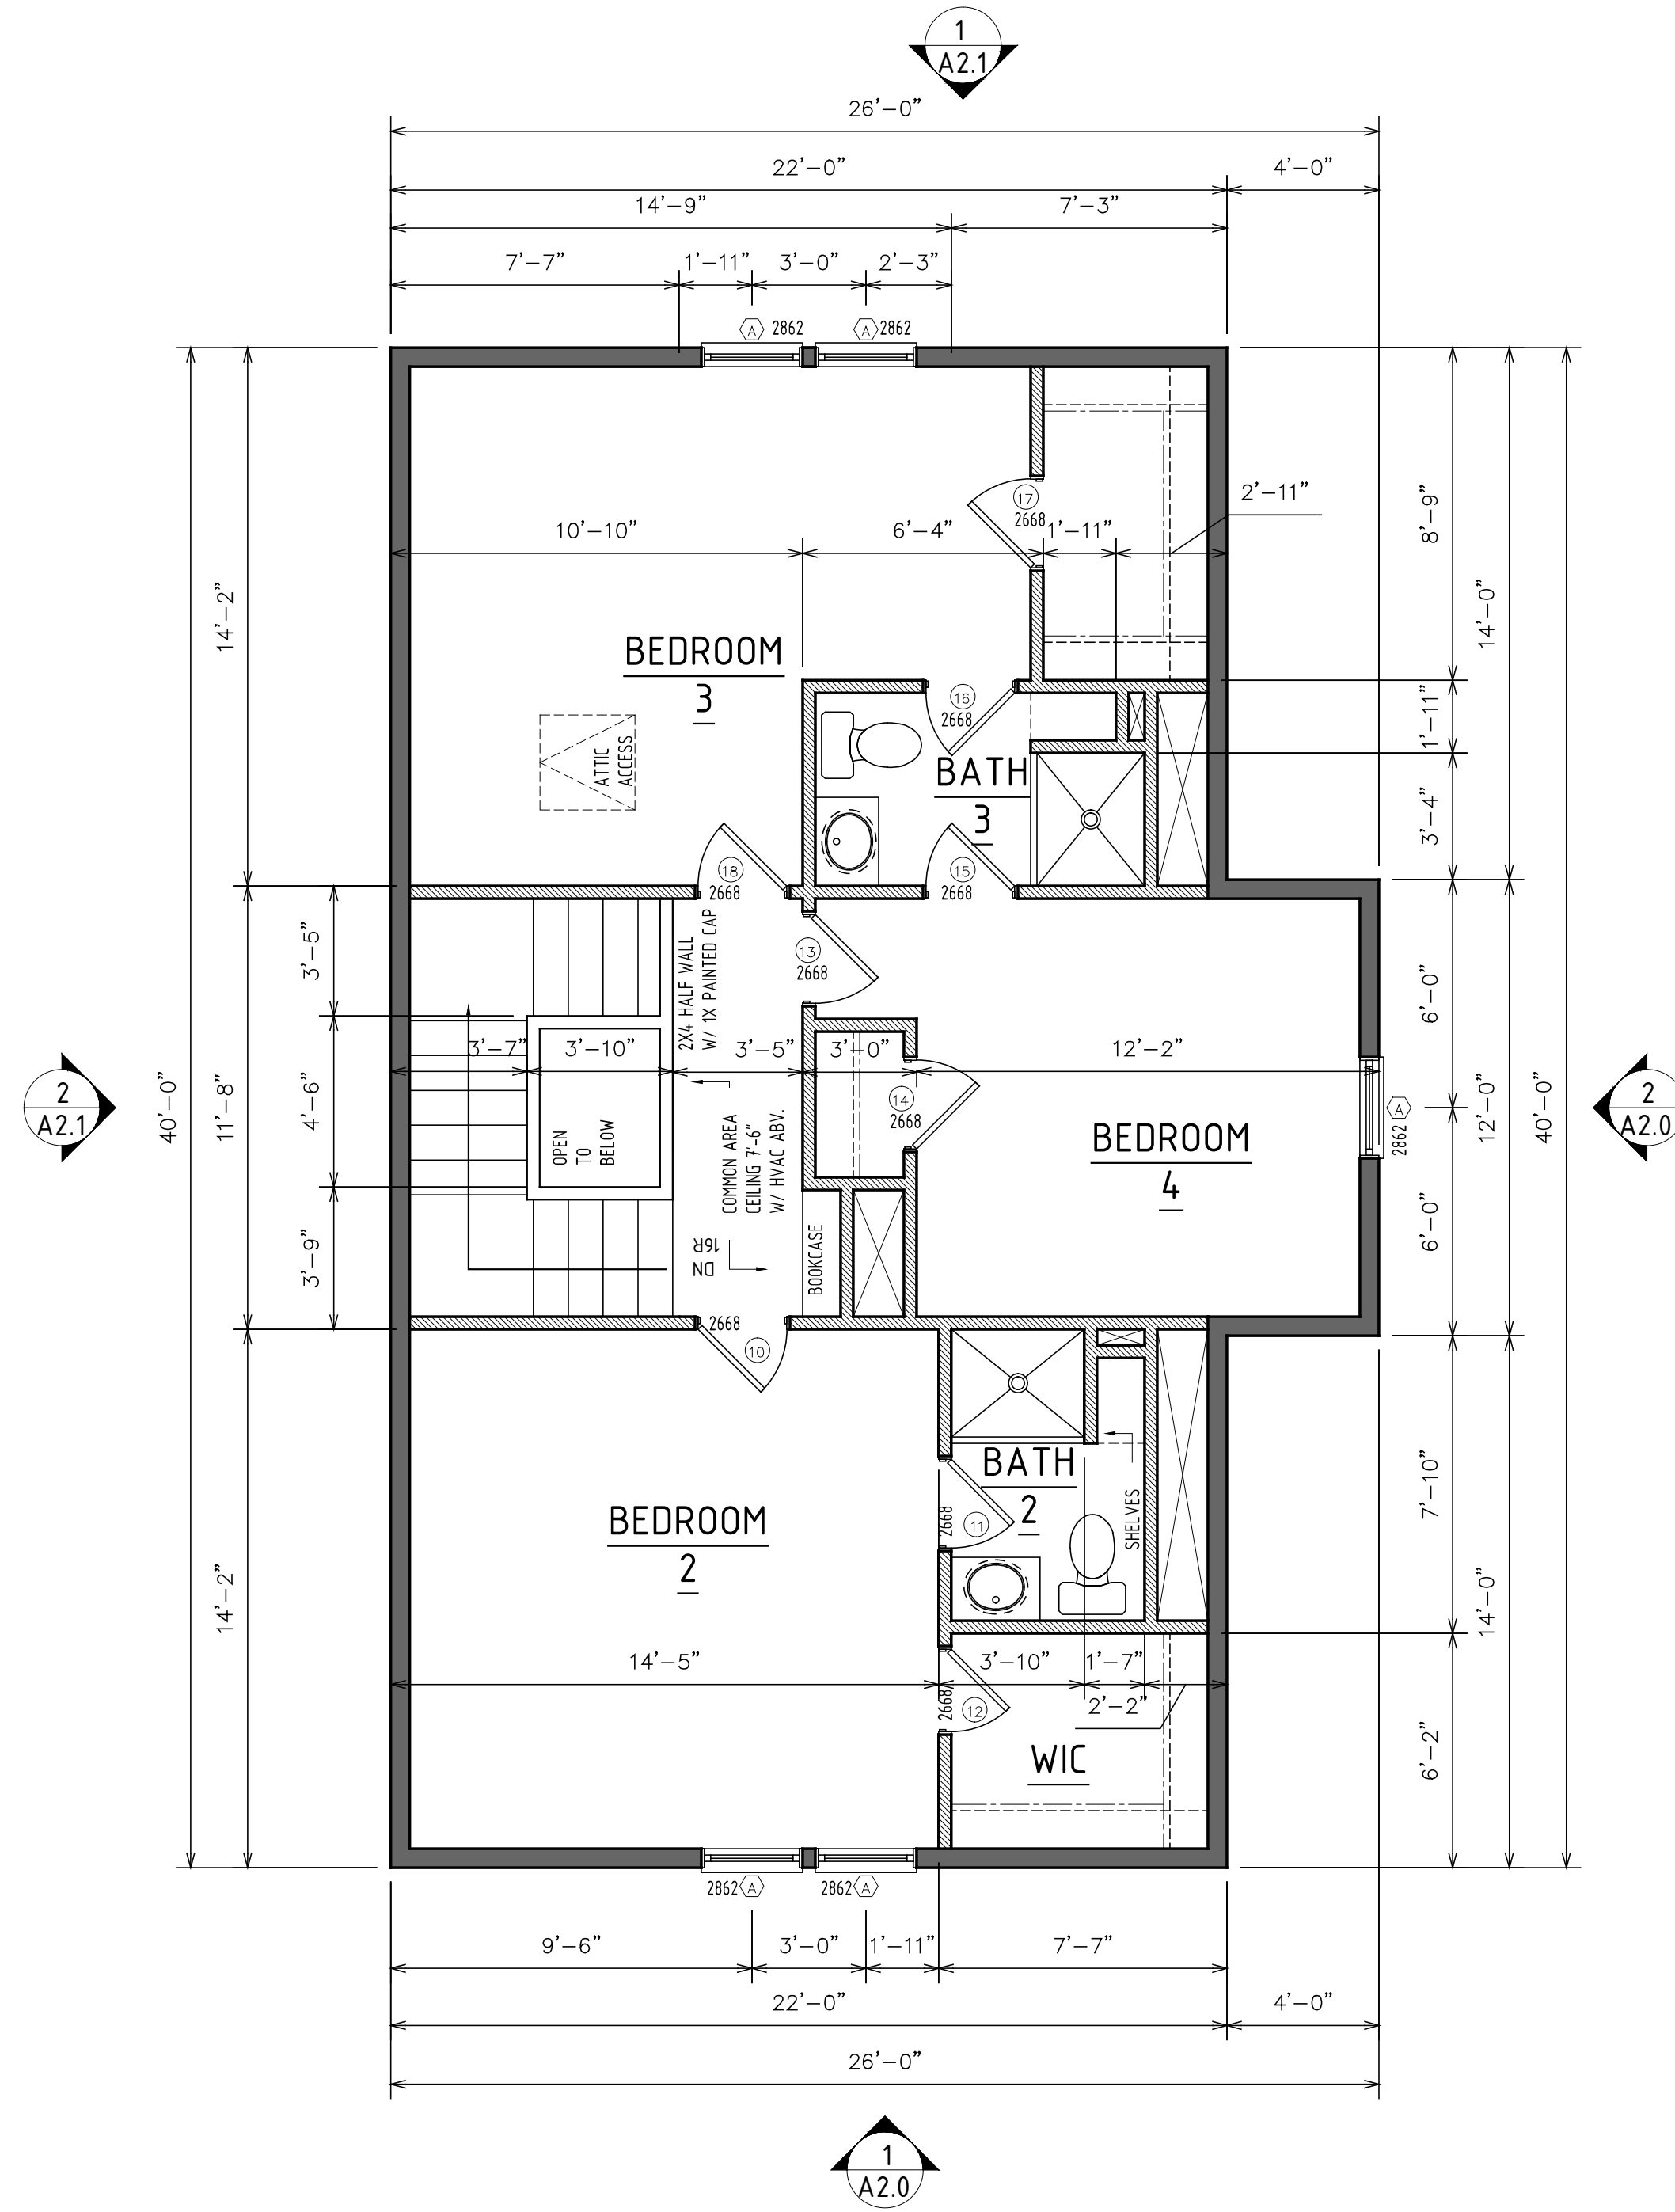 1
A2.1
26'-0"
22'-0" 4'-0"
14'-9" 7'-3"
7'-7" 1'-11" 3'-0" 2'-3"
A 2862 A 2862
17
2668
2'-11"
10'-10" 6'-4" 1'-11"
8'-9"
14'-2"
14'-0"
BEDROOM
3
ATTIC
ACCESS
16
2668
1'-11"
BATH
3
3'-4"
18
2668
15
2668
3'-5"
2X4 HALF WALL
W/ 1X PAINTED CAP
13
2668
6'-0"
3'-7" 3'-10" 3'-5" 3'-0" 12'-2"
2
A2.1
40'-0"
11'-8"
4'-6"
OPEN
TO
BELOW
COMMON AREA
CEILING 7'-6"
W/ HVAC ABV.
14
2668
BEDROOM
4
A
2862
12'-0"
40'-0"
2
A2.0
3'-9"
DN
16R
BOOKCASE
6'-0"
2668
10
BATH
2
SHELVES
2668
11
7'-10"
BEDROOM
2
14'-2"
14'-0"
14'-5" 3'-10" 1'-7"
2'-2"
2668
12
WIC
6'-2"
2862 A 2862 A
9'-6" 3'-0" 1'-11" 7'-7"
22'-0" 4'-0"
26'-0"
1
A2.0